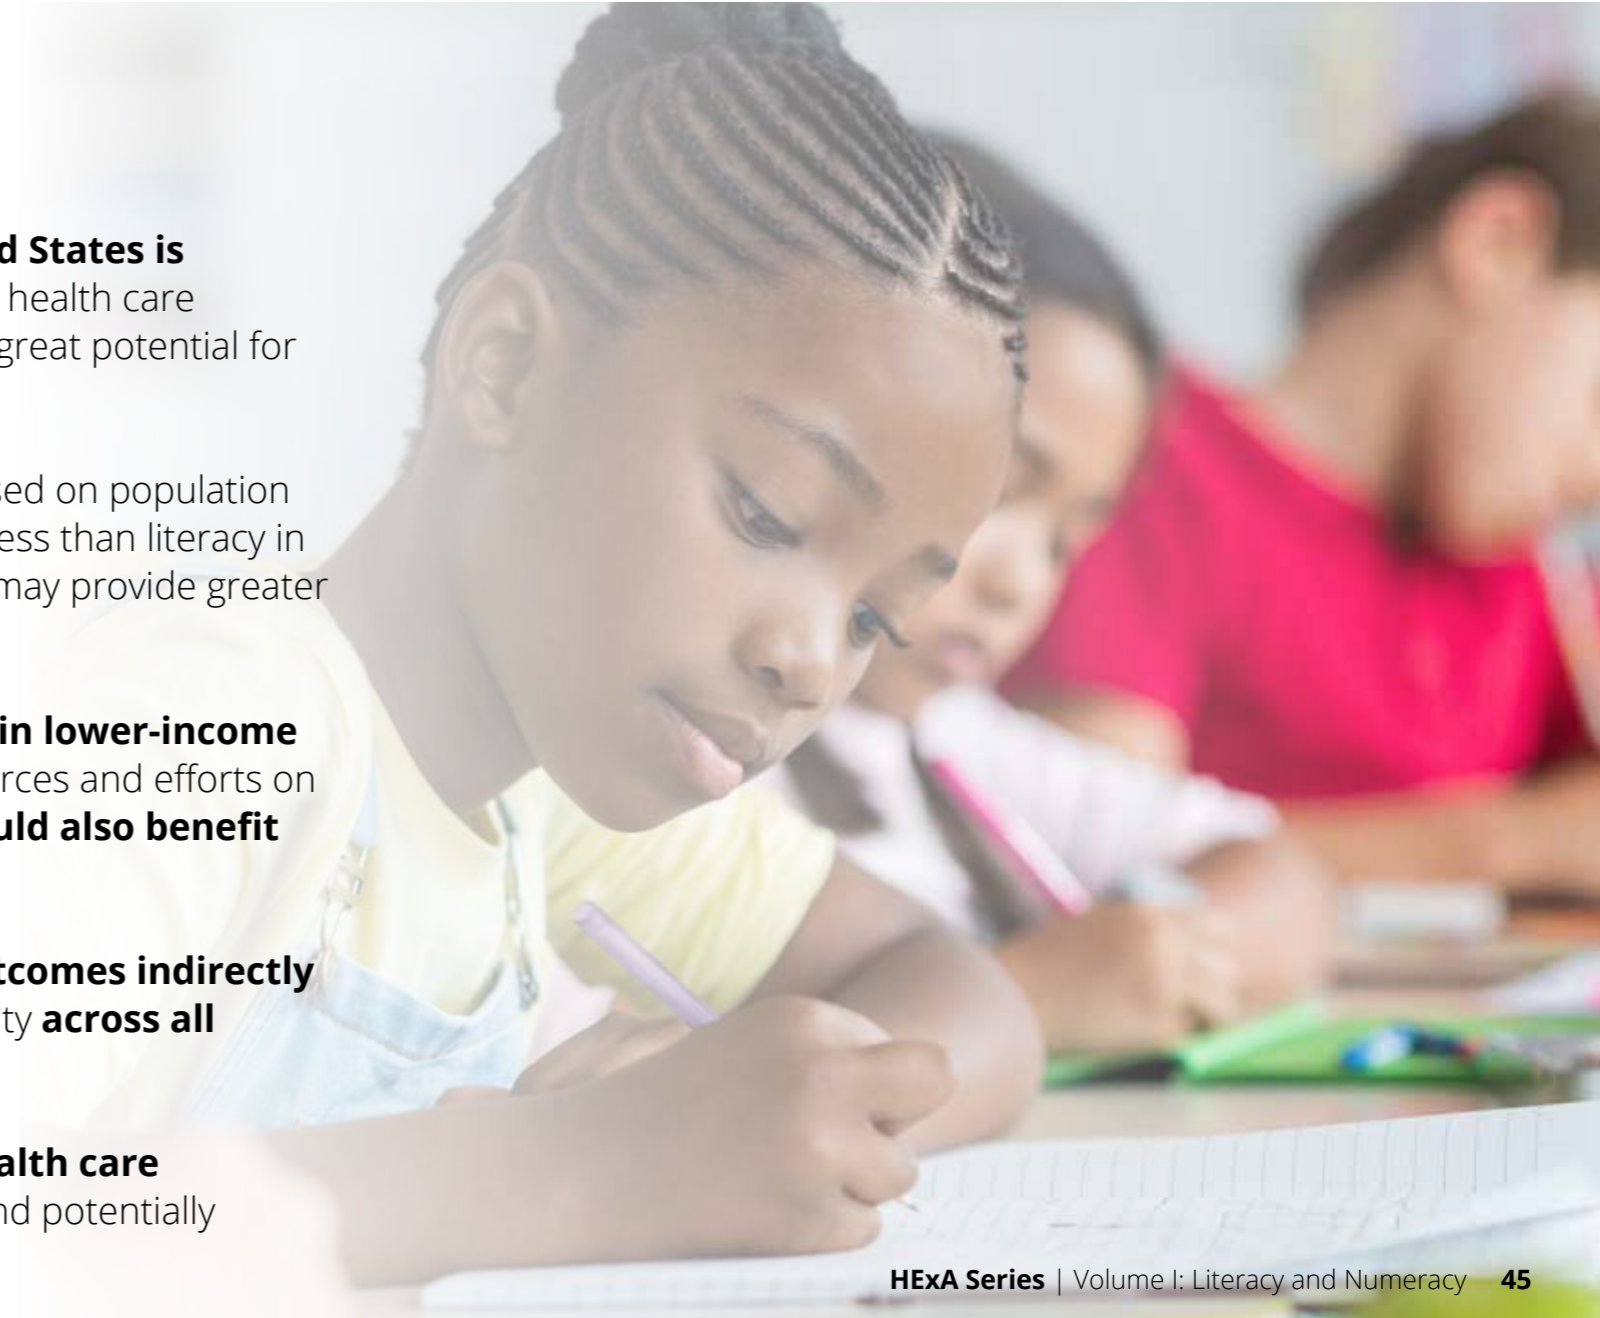 d States is
health care
great potential for
sed on population
ess than literacy in
may provide greater
in lower-income
rces and efforts on
uld also benefit
tcomes indirectly
ty across all
alth care
nd potentially
HExA Series | Volume I: Literacy and Numeracy 45